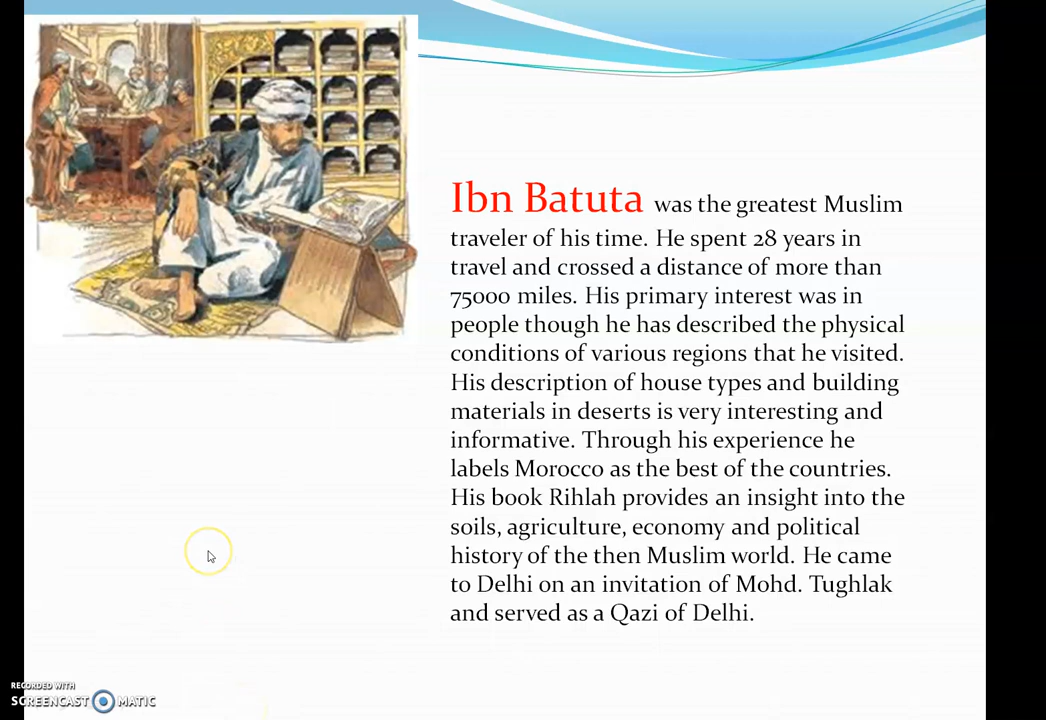 Ibn Batuta was the greatest Muslim
traveler of his time. He spent 28 years in
travel and crossed a distance of more than
75000 miles. His primary interest was in
people though he has described the physical
conditions of various regions that he visited.
His description of house types and building
materials in deserts is very interesting and
informative. Through his experience he
labels Morocco as the best of the countries.
His book Rihlah provides an insight into the
soils, agriculture, economy and political
history of the then Muslim world. He came
to Delhi on an invitation of Mohd. Tughlak
and served as a Qazi of Delhi.
RECORDED WITH
SCREENCAST MATIC